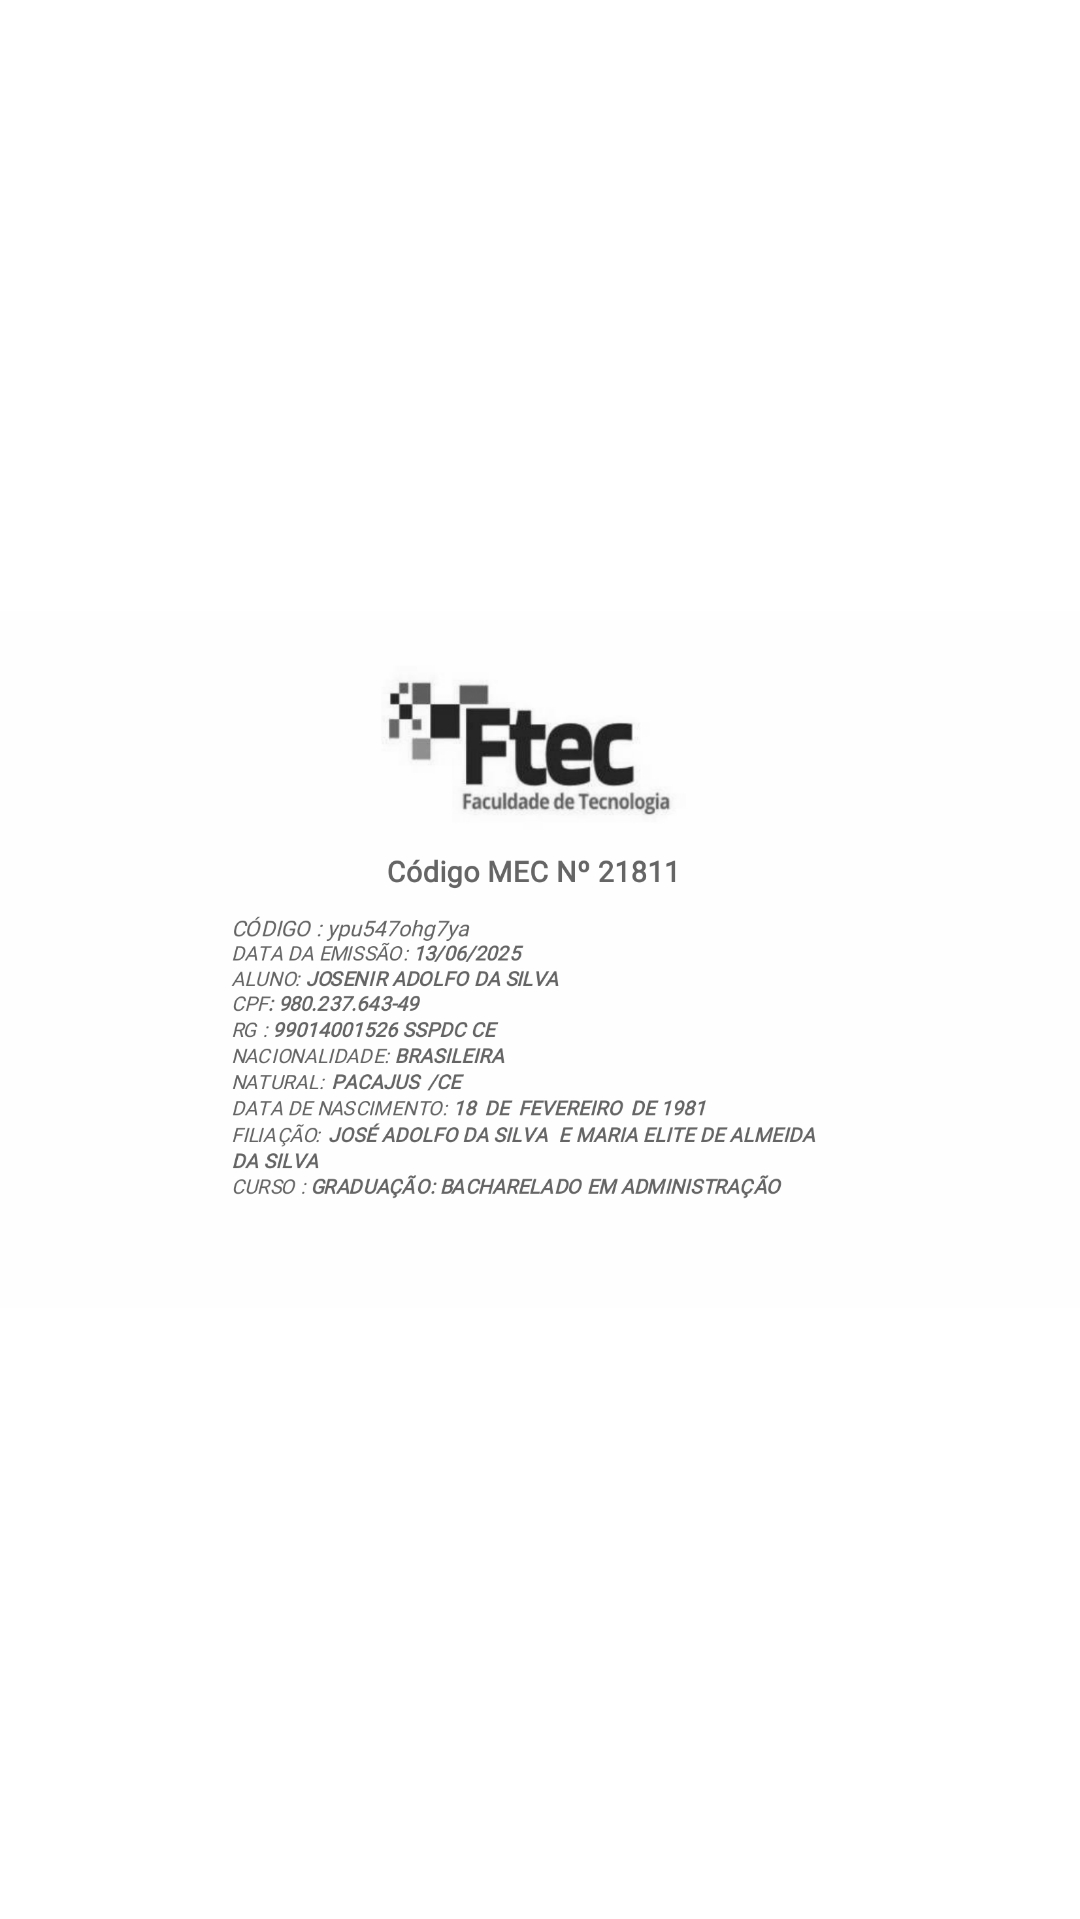 Ftec
Faculdade de Tecnologia
Código MEC Nº 21811
CÓDIGO : ypu547ohg7ya
DATA DA EMISSÃO: 13/06/2025
ALUNO: JOSENIR ADOLFO DA SILVA
CPF: 980.237.643-49
RG : 99014001526 SSPDC CE
NACIONALIDADE: BRASILEIRA
NATURAL: PACAJUS /CE
DATA DE NASCIMENTO: 18 DE FEVEREIRO DE 1981
FILIAÇÃO: JOSÉ ADOLFO DA SILVA E MARIA ELITE DE ALMEIDA
DA SILVA
CURSO : GRADUAÇÃO: BACHARELADO EM ADMINISTRAÇÃO